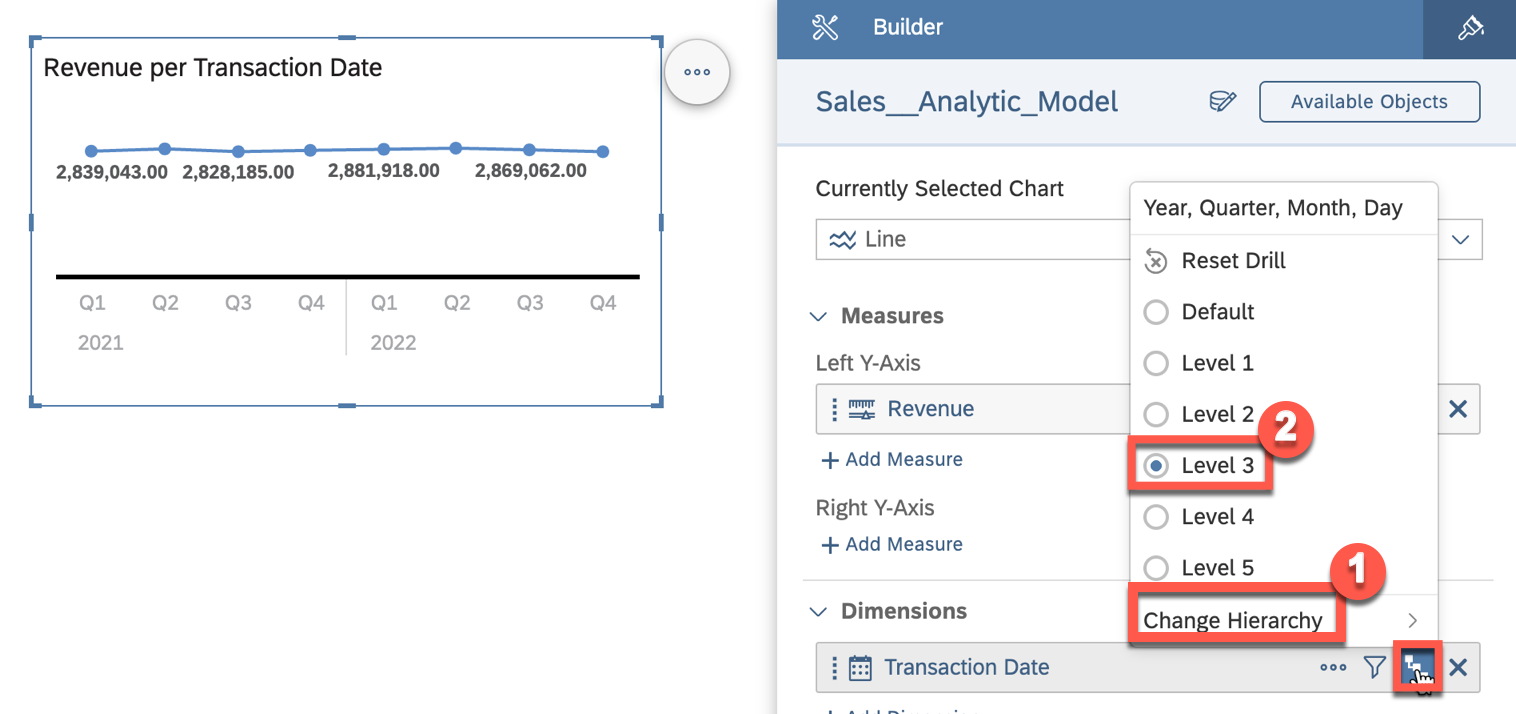 Revenue per Transaction Date
2,839,043.00 2,828,185.00 2,881,918.00 2,869,062.00
Q1 Q2 Q3 Q4 Q1 Q2 Q3 Q4
2021 2022
Builder
Sales__Analytic_Model Available Objects
Currently Selected Chart
Line
Measures
Left Y-Axis
Revenue
+ Add Measure
Right Y-Axis
+ Add Measure
Dimensions
Transaction Date
Year, Quarter, Month, Day
Reset Drill
Default
Level 1
Level 2
2
Level 3
Level 4
Level 5
1
Change Hierarchy